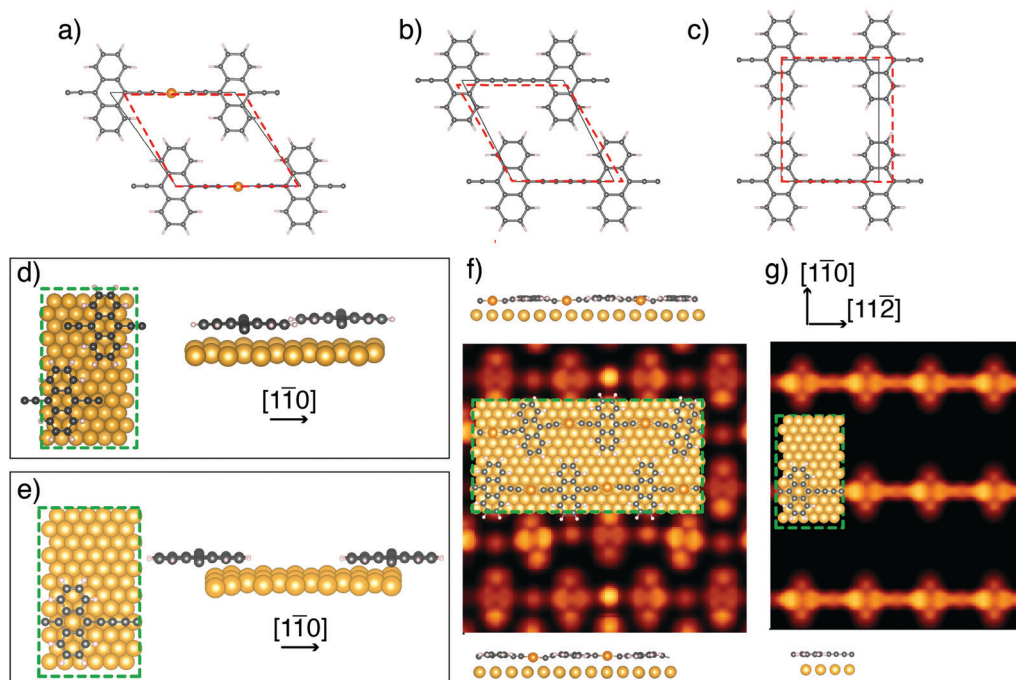 a)
b)
c)
d)
[11̅0]
e)
[11̅0]
f)
g)
[11̅0]
[112̅]